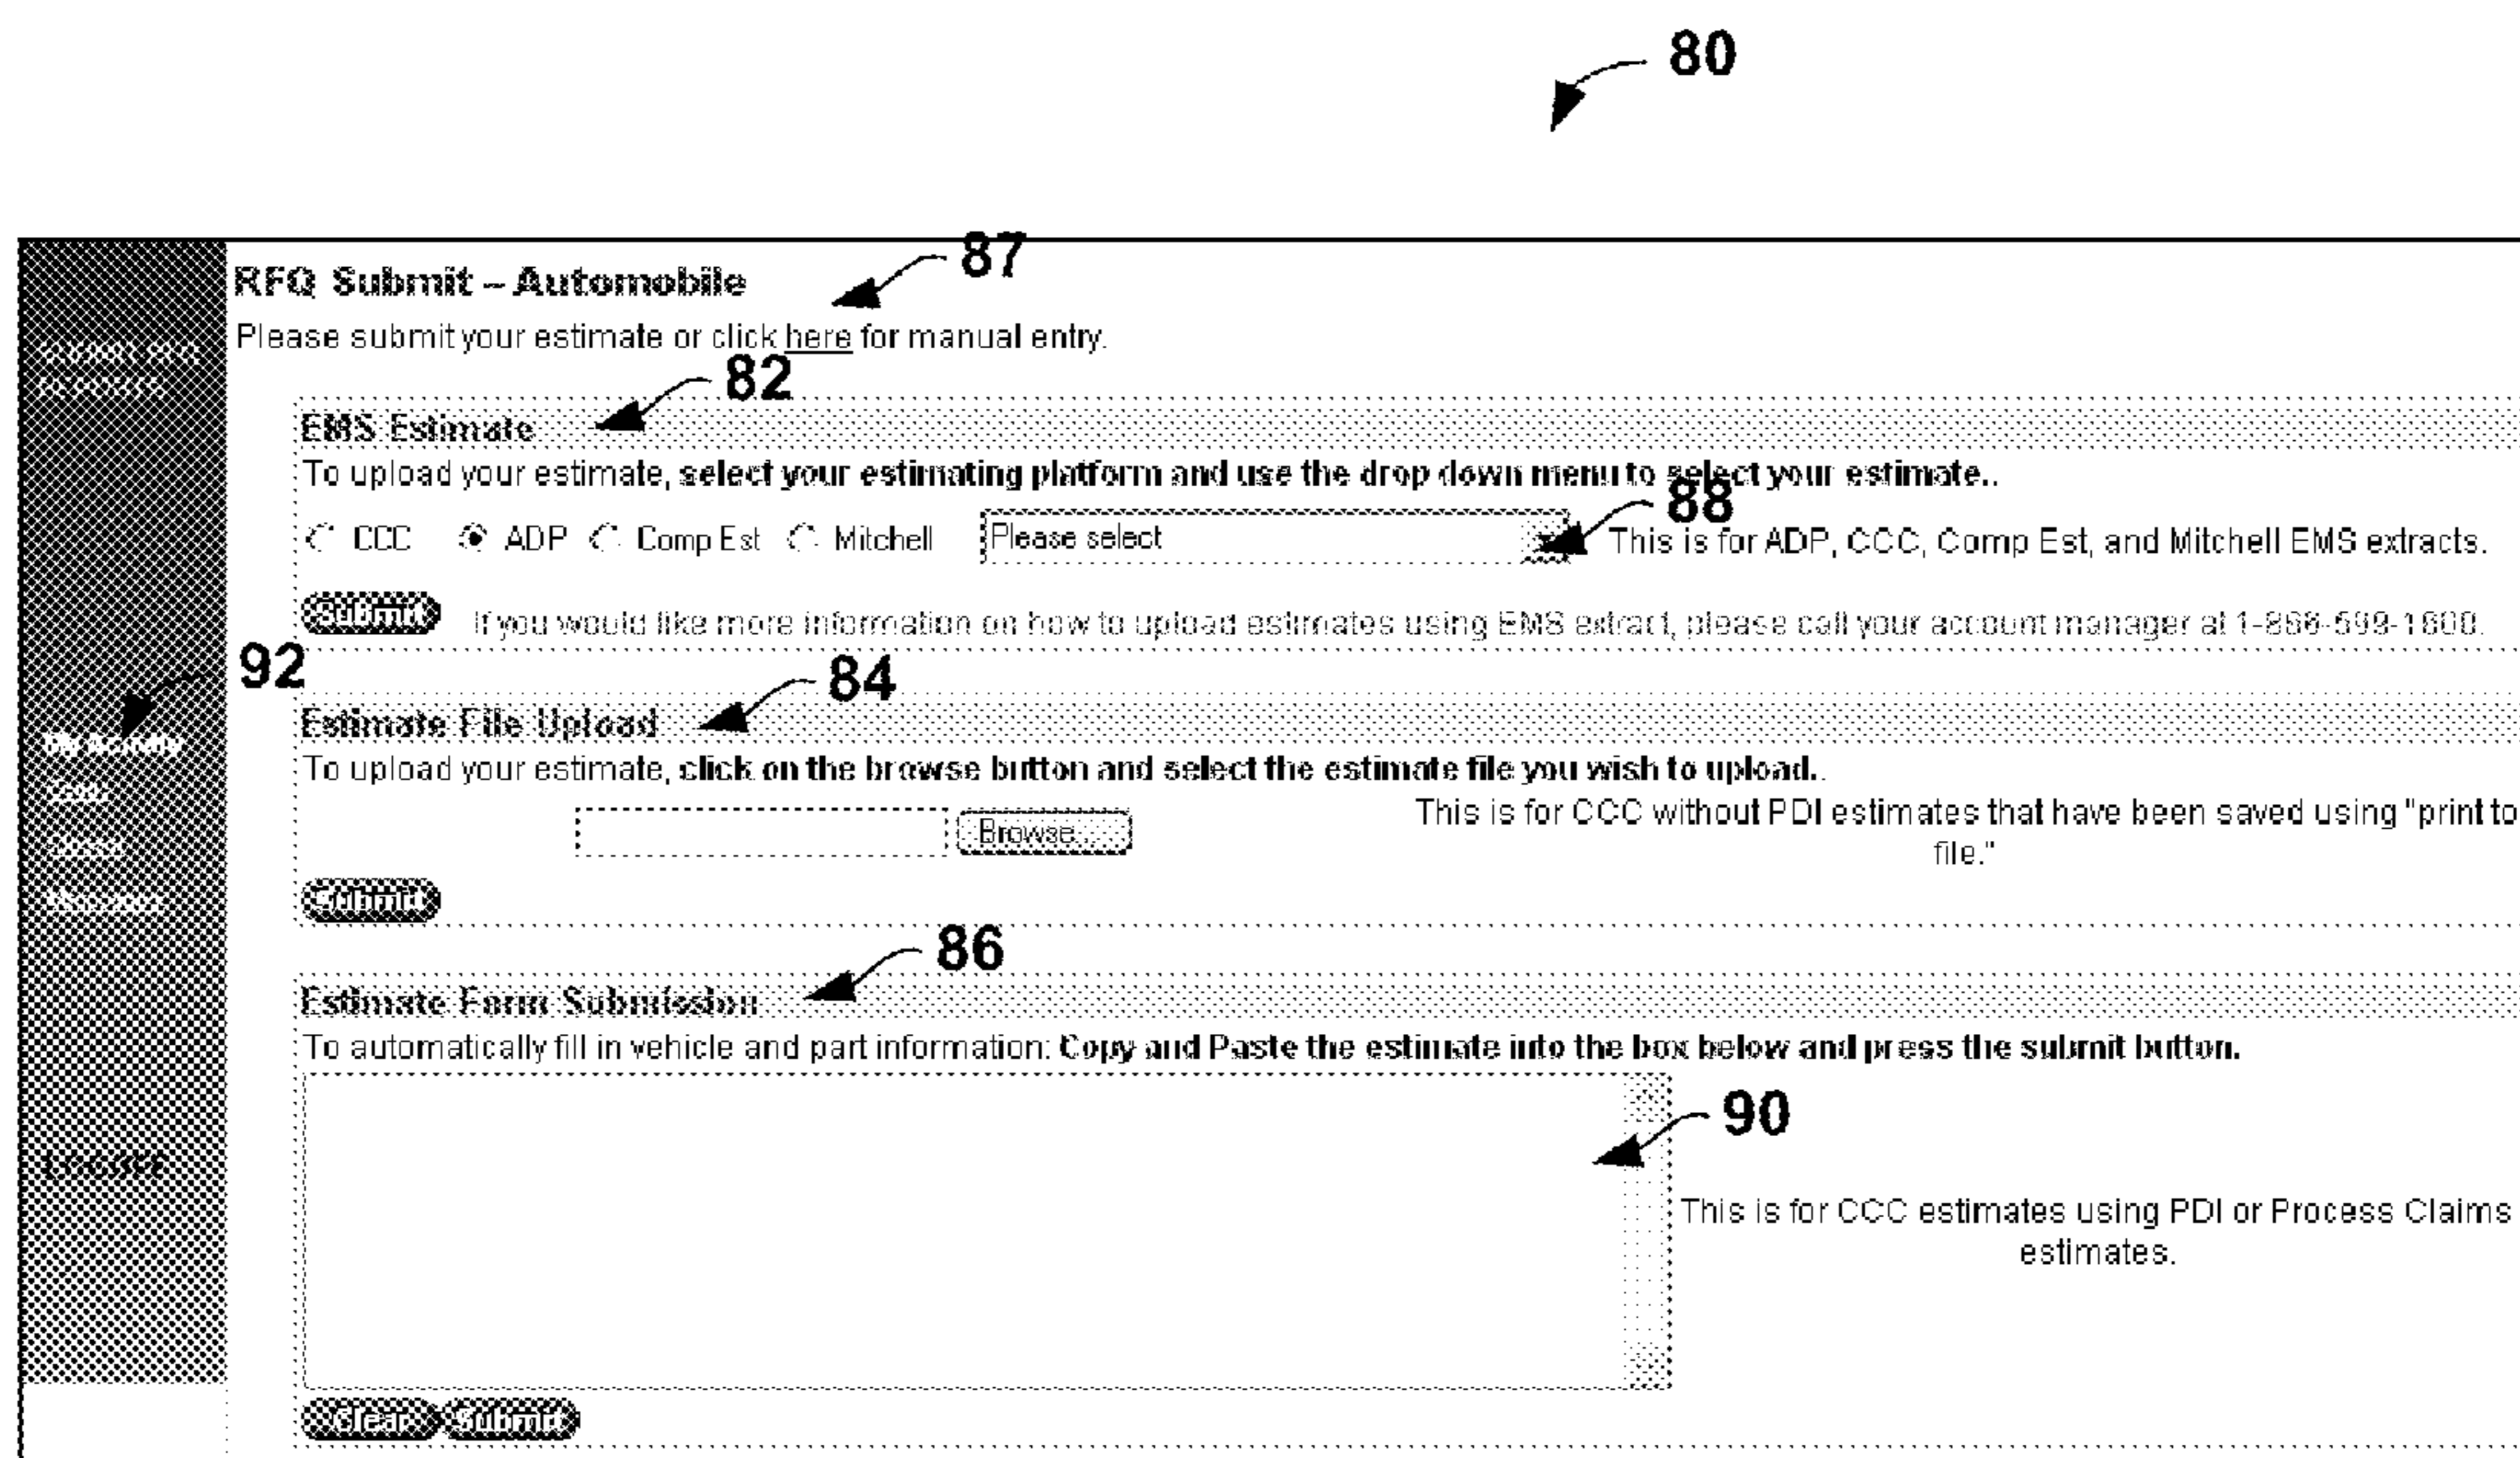 80
87
RFQ Submit – Automobile
Please submit your estimate or click here for manual entry.
82
EMS Estimate
To upload your estimate, select your estimating platform and use the drop down menu to select your estimate..
88
CCC ADP Comp Est Mitchell Please select This is for ADP, CCC, Comp Est, and Mitchell EMS extracts.
Submit If you would like more information on how to upload estimates using EMS extract, please call your account manager at
92
84
Estimate File Upload
My Activity
To upload your estimate, click on the browse button and select the estimate file you wish to upload..
This is for CCC without PDI estimates that have been saved using "print to
file."
Browse...
Submit
86
Estimate Form Submission
To automatically fill in vehicle and part information: Copy and Paste the estimate into the box below and press the submit button.
90
This is for CCC estimates using PDI or Process Claims
estimates.
Clear Submit